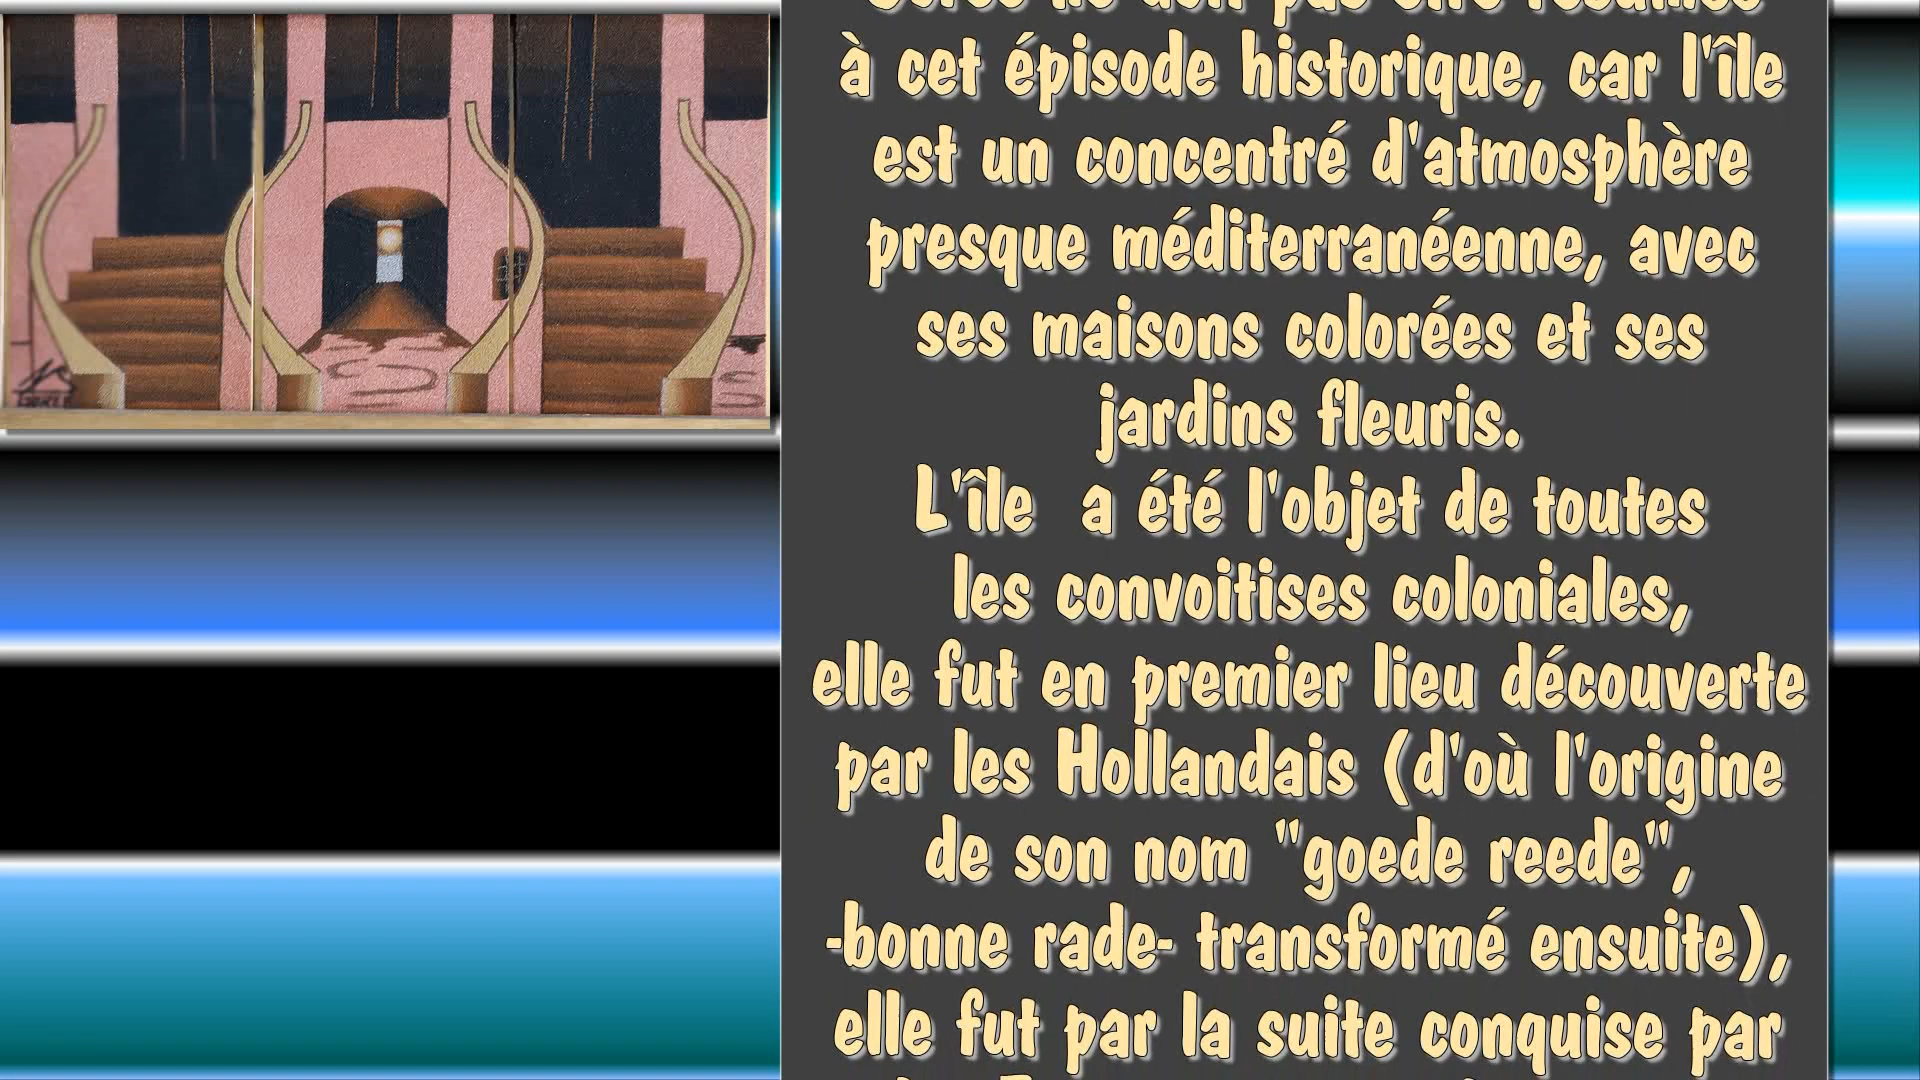 à cet épisode historique, car l'île
est un concentré d'atmosphère
presque méditerranéenne, avec
ses maisons colorées et ses
jardins fleuris.
L'île a été l'objet de toutes
les convoitises coloniales,
elle fut en premier lieu découverte
par les Hollandais (d'où l'origine
de son nom "goede reede",
-bonne rade- transformé ensuite),
elle fut par la suite conquise par